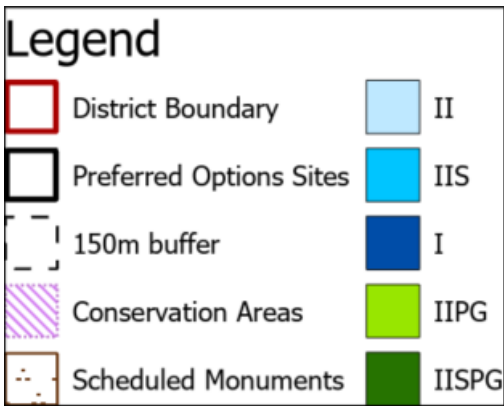 Legend
District Boundary
II
Preferred Options Sites
IIS
150m buffer
I
Conservation Areas
IIPG
Scheduled Monuments
IISPG